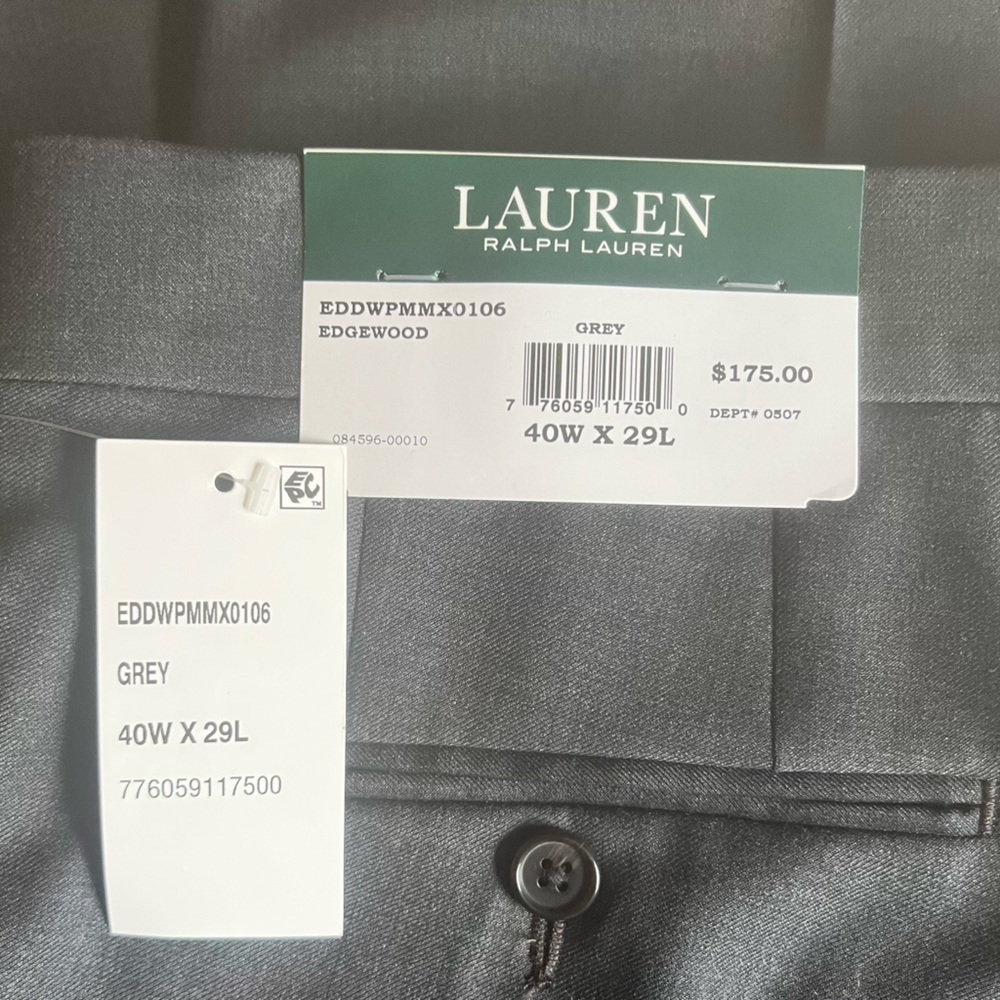 LAUREN
RALPH LAUREN
EDDWPMMX0106
EDGEWOOD
GREY
$175.00
7 76059 11750 0
DEPT# 0507
084596-00010
40W X 29L
EPC
TM
EDDWPMMX0106
GREY
40W X 29L
776059117500